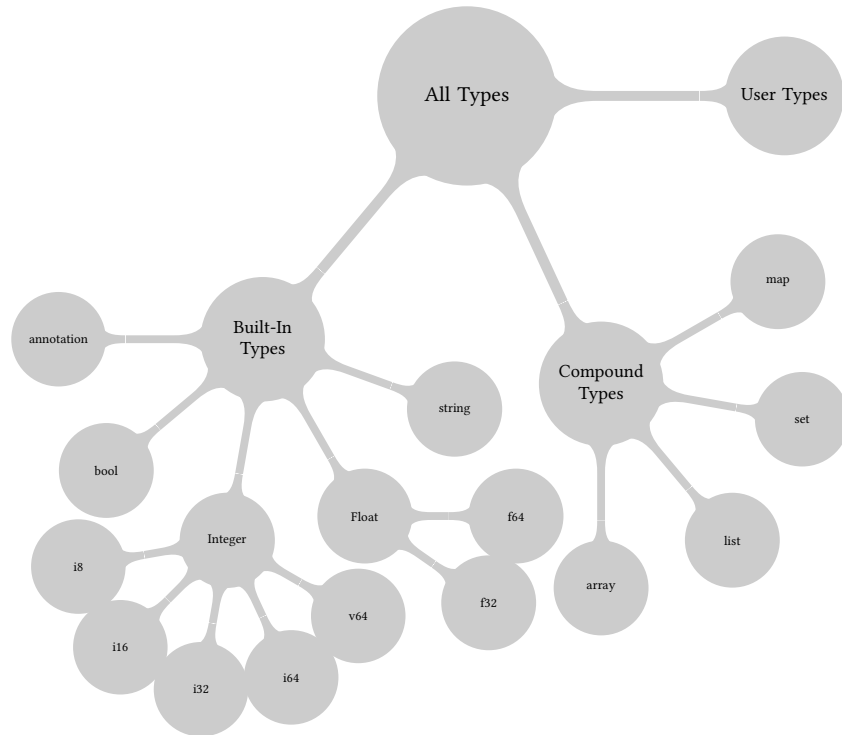 All Types
User Types
map
Built-In
Types
annotation
Compound
Types
string
set
bool
Float
f64
Integer
list
i8
array
f32
v64
i16
i64
i32